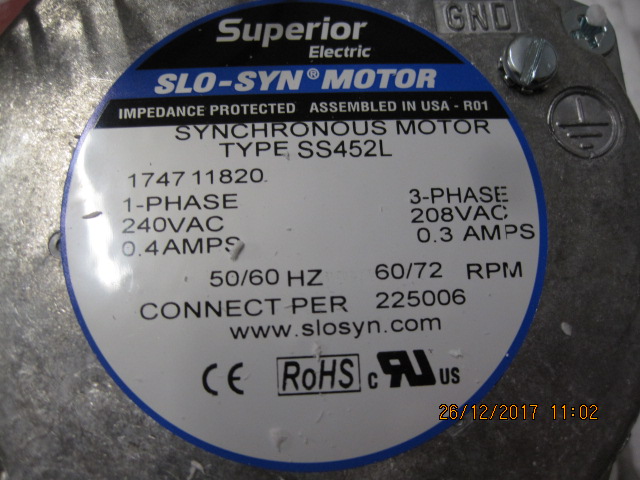 GND
Superior
Electric
SLO-SYN® MOTOR
IMPEDANCE PROTECTED ASSEMBLED IN USA - R01
SYNCHRONOUS MOTOR
TYPE SS452L
174711820
1-PHASE 3-PHASE
240VAC 208VAC
0.4AMPS 0.3 AMPS
50/60 HZ 60/72 RPM
CONNECT PER 225006
www.slosyn.com
CE RoHS c RU US
26/12/2017 11:02